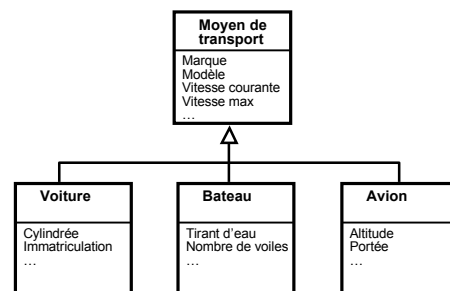 Moyen de
transport
Marque
Modèle
Vitesse courante
Vitesse max
…
Voiture
Cylindrée
Immatriculation
…
Bateau
Tirant d’eau
Nombre de voiles
…
Avion
Altitude
Portée
…